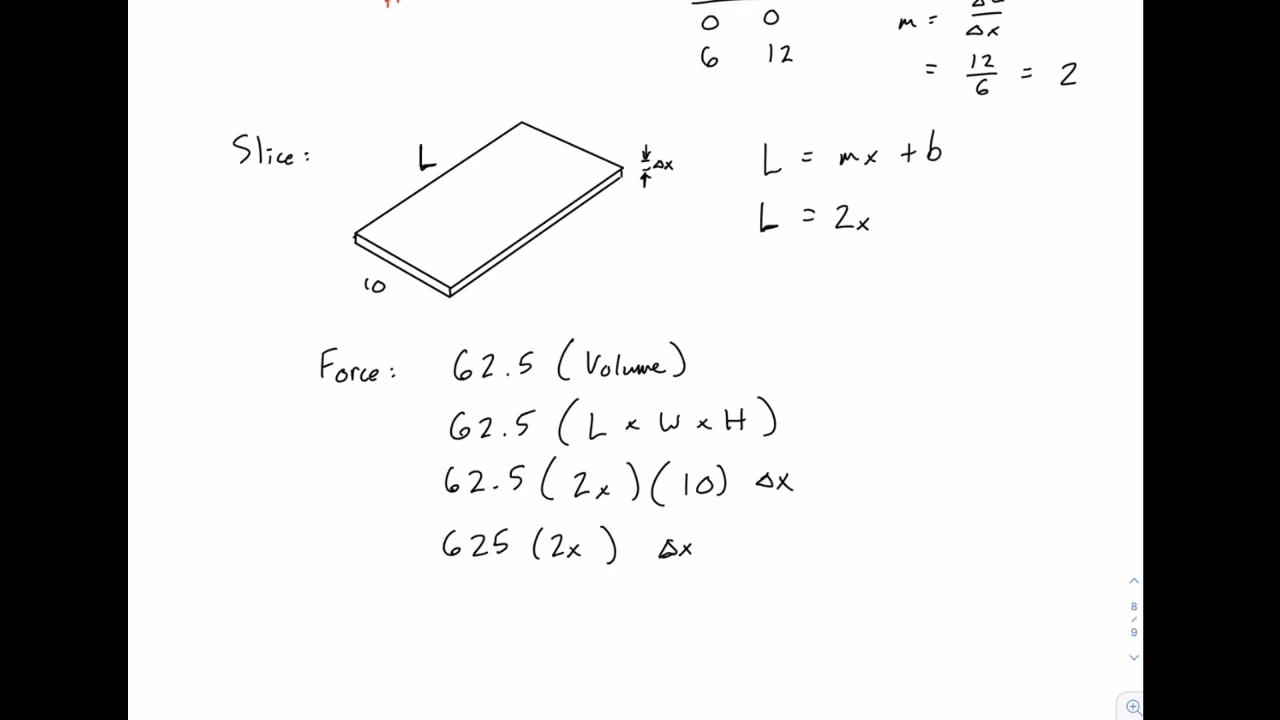 0 0
6 12
m = Δ / Δx
= 12/6 = 2
Slice:
L
Δx
10
L = mx + b
L = 2x
Force: 62.5 (Volume)
62.5 (L x W x H)
62.5 (2x)(10) Δx
625 (2x) Δx
8
/
9